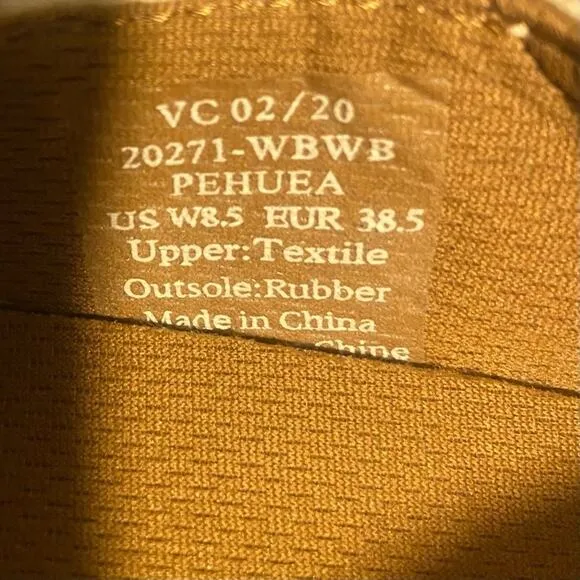 VC 02/20
20271-WBWB
PEHUEA
US W8.5 EUR 38.5
Upper:Textile
Outsole:Rubber
Made in China
Chine